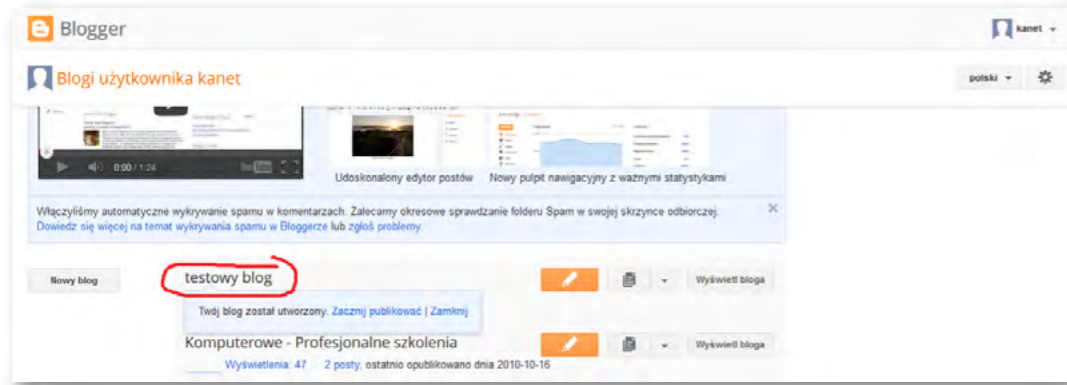 Blogger
kanet
Blogi użytkownika kanet
polski
0:00 / 1:24
Udoskonalony edytor postów
Nowy pulpit nawigacyjny z ważnymi statystykami
Włączyliśmy automatyczne wykrywanie spamu w komentarzach. Zalecamy okresowe sprawdzanie folderu Spam w swojej skrzynce odbiorczej.
Dowiedz się więcej na temat wykrywania spamu w Bloggerze lub zgłoś problemy.
Nowy blog
testowy blog
Wyświetl bloga
Twój blog został utworzony. Zacznij publikować | Zamknij
Komputerowe - Profesjonalne szkolenia
Wyświetl bloga
Wyświetlenia: 47 2 posty, ostatnio opublikowano dnia 2010-10-16